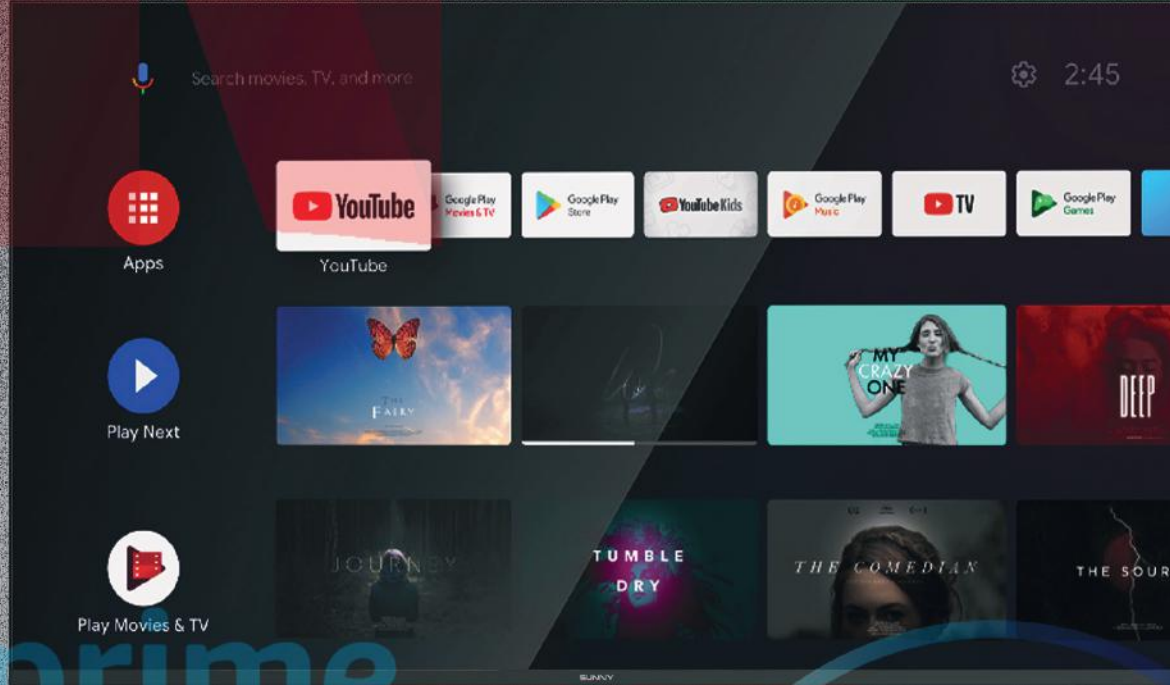 Search movies, TV, and more
2:45
YouTube
Google Play
Movies & TV
Google Play
Store
YouTube Kids
Google Play
Music
TV
Google Play
Games
Apps
YouTube
THE
FAIRY
MY
CRAZY
ONE
DEEP
Play Next
JOURNEY
TUMBLE
DRY
THE COMEDIAN
THE SOUR
Play Movies & TV
prime
SUNNY